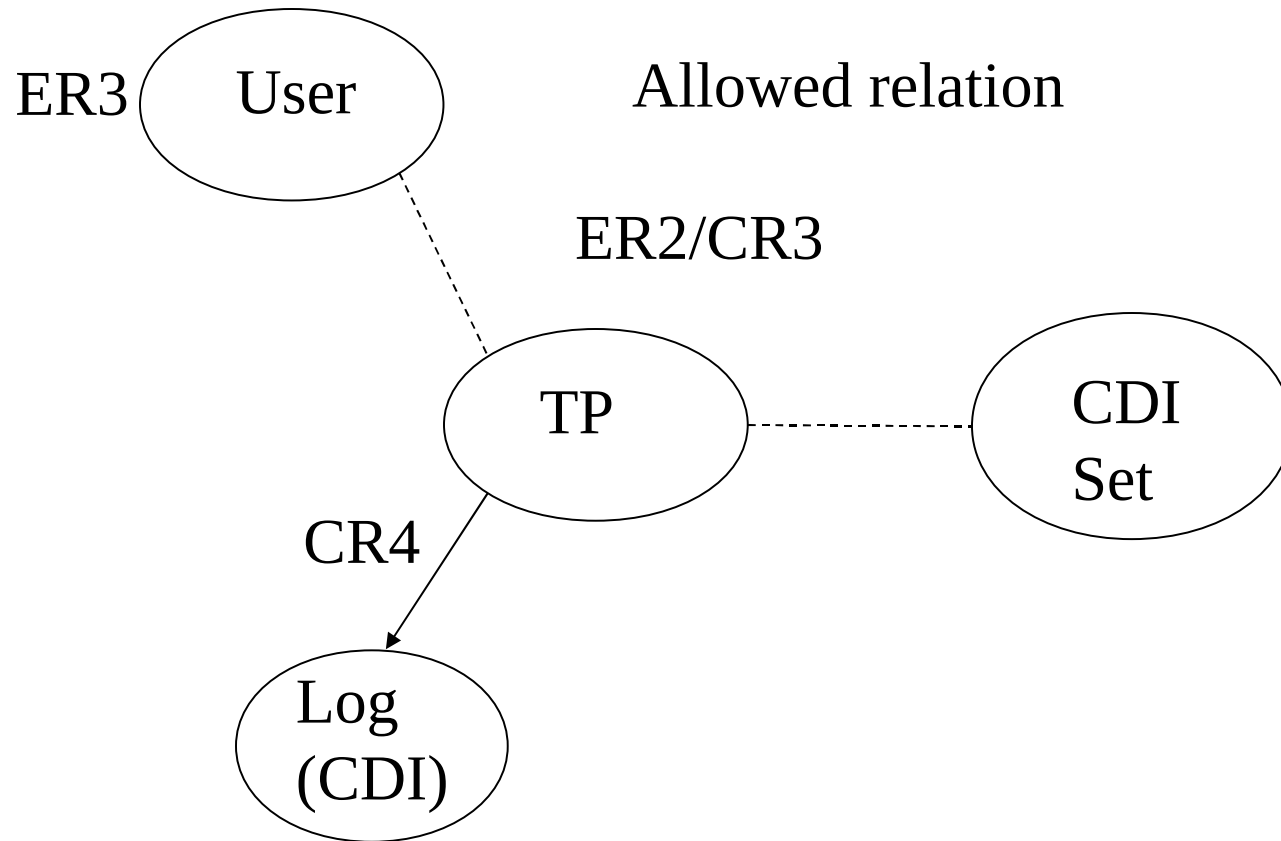 ER3
User
Allowed relation
ER2/CR3
TP
CDI
Set
CR4
Log
(CDI)